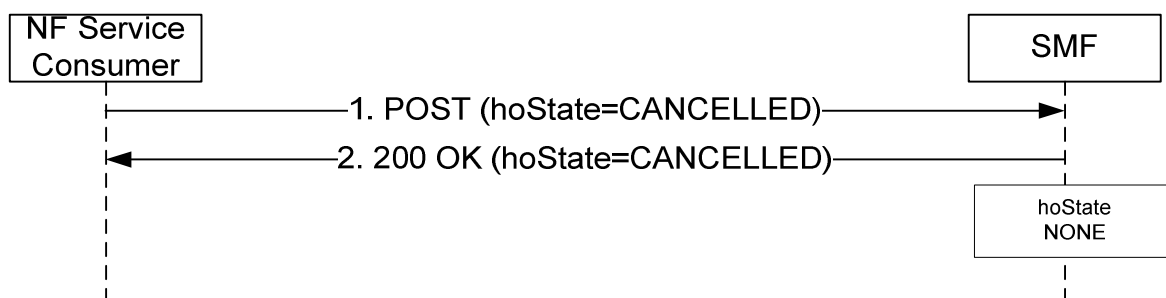 NF Service
Consumer
SMF
1. POST (hoState=CANCELLED)
2. 200 OK (hoState=CANCELLED)
hoState
NONE